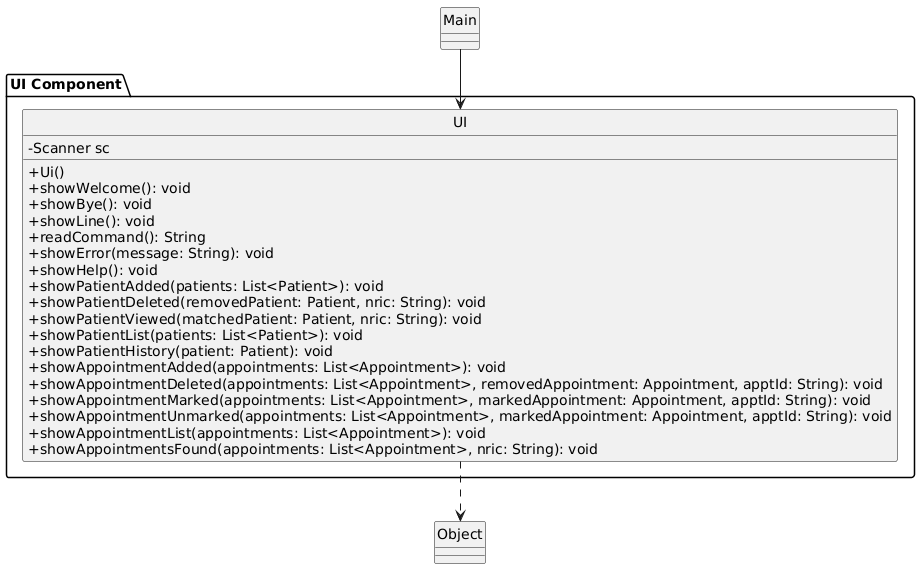 Main
UI Component
UI
-Scanner sc
+Ui()
+showWelcome(): void
+showBye(): void
+showLine(): void
+readCommand(): String
+showError(message: String): void
+showHelp(): void
+showPatientAdded(patients: List<Patient>): void
+showPatientDeleted(removedPatient: Patient, nric: String): void
+showPatientViewed(matchedPatient: Patient, nric: String): void
+showPatientList(patients: List<Patient>): void
+showPatientHistory(patient: Patient): void
+showAppointmentAdded(appointments: List<Appointment>): void
+showAppointmentDeleted(appointments: List<Appointment>, removedAppointment: Appointment, apptId: String): void
+showAppointmentMarked(appointments: List<Appointment>, markedAppointment: Appointment, apptId: String): void
+showAppointmentUnmarked(appointments: List<Appointment>, markedAppointment: Appointment, apptId: String): void
+showAppointmentList(appointments: List<Appointment>): void
+showAppointmentsFound(appointments: List<Appointment>, nric: String): void
Object